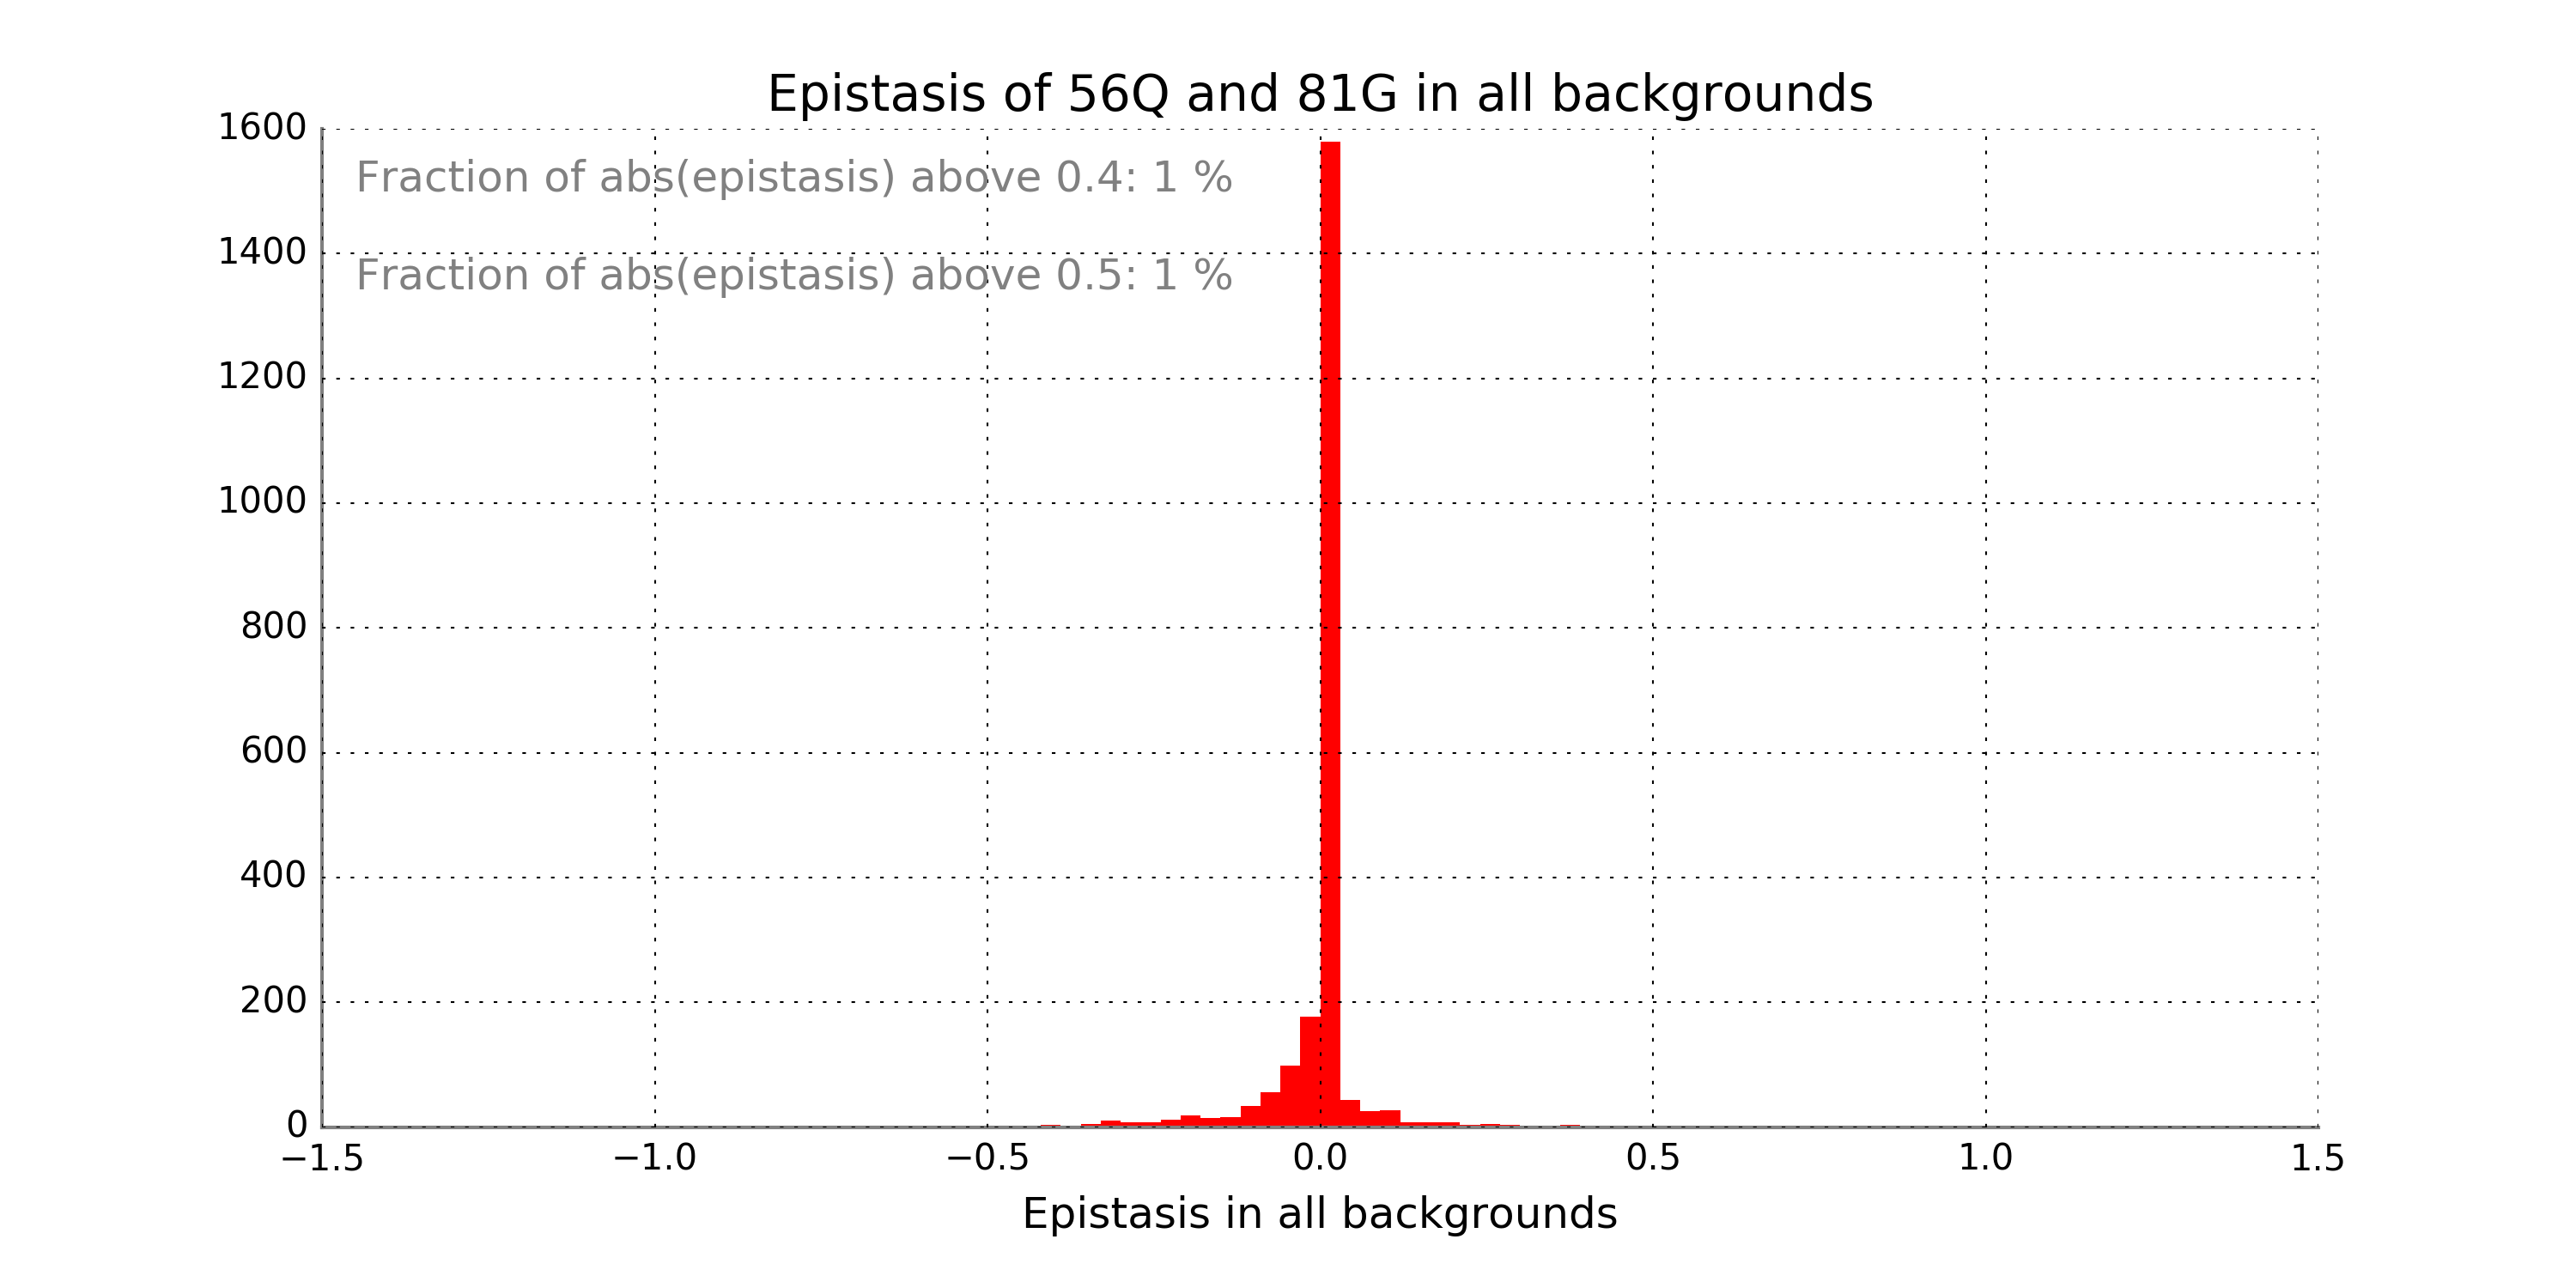 Epistasis of 56Q and 81G in all backgrounds
1600
Fraction of abs(epistasis) above 0.4: 1 %
1400
Fraction of abs(epistasis) above 0.5: 1 %
1200
1000
800
600
400
200
0
−1.5 −1.0 −0.5 0.0 0.5 1.0 1.5
Epistasis in all backgrounds